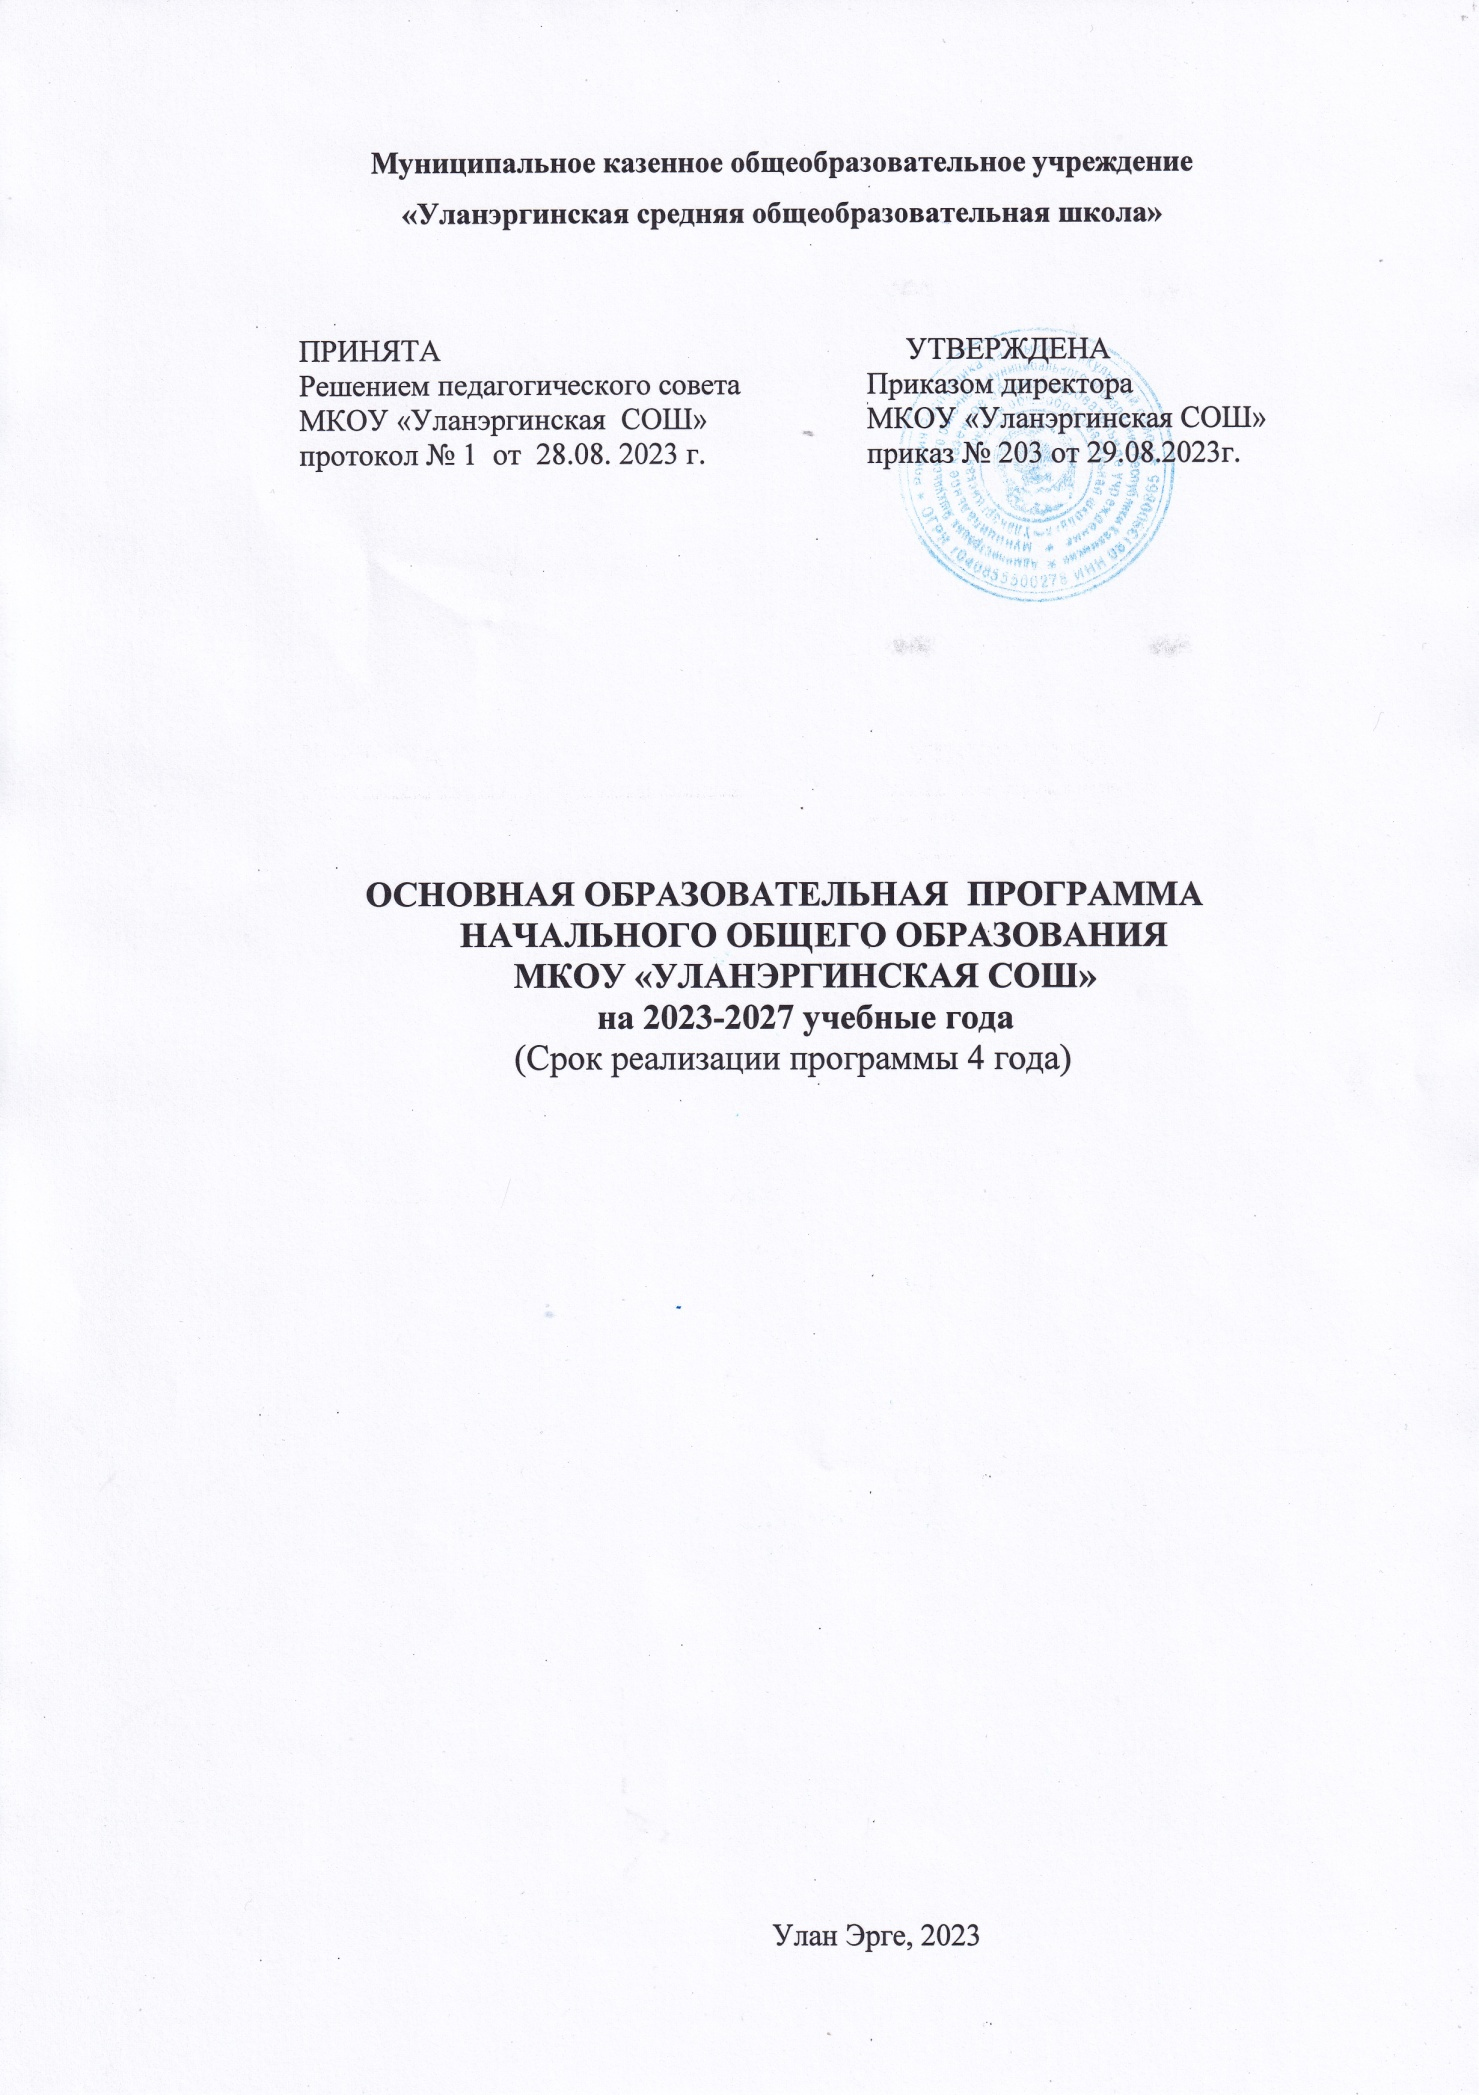 Муниципальное казенное общеобразовательное учреждение
«Уланэргинская средняя общеобразовательная школа»
ПРИНЯТА
Решением педагогического совета
МКОУ «Уланэргинская СОШ»
протокол № 1 от 28.08. 2023 г.
УТВЕРЖДЕНА
Приказом директора
МКОУ «Уланэргинская СОШ»
приказ № 203 от 29.08.2023г.
ОГРН 1040855500278 ИНН
ОСНОВНАЯ ОБРАЗОВАТЕЛЬНАЯ ПРОГРАММА
НАЧАЛЬНОГО ОБЩЕГО ОБРАЗОВАНИЯ
МКОУ «УЛАНЭРГИНСКАЯ СОШ»
на 2023-2027 учебные года
(Срок реализации программы 4 года)
Улан Эрге, 2023